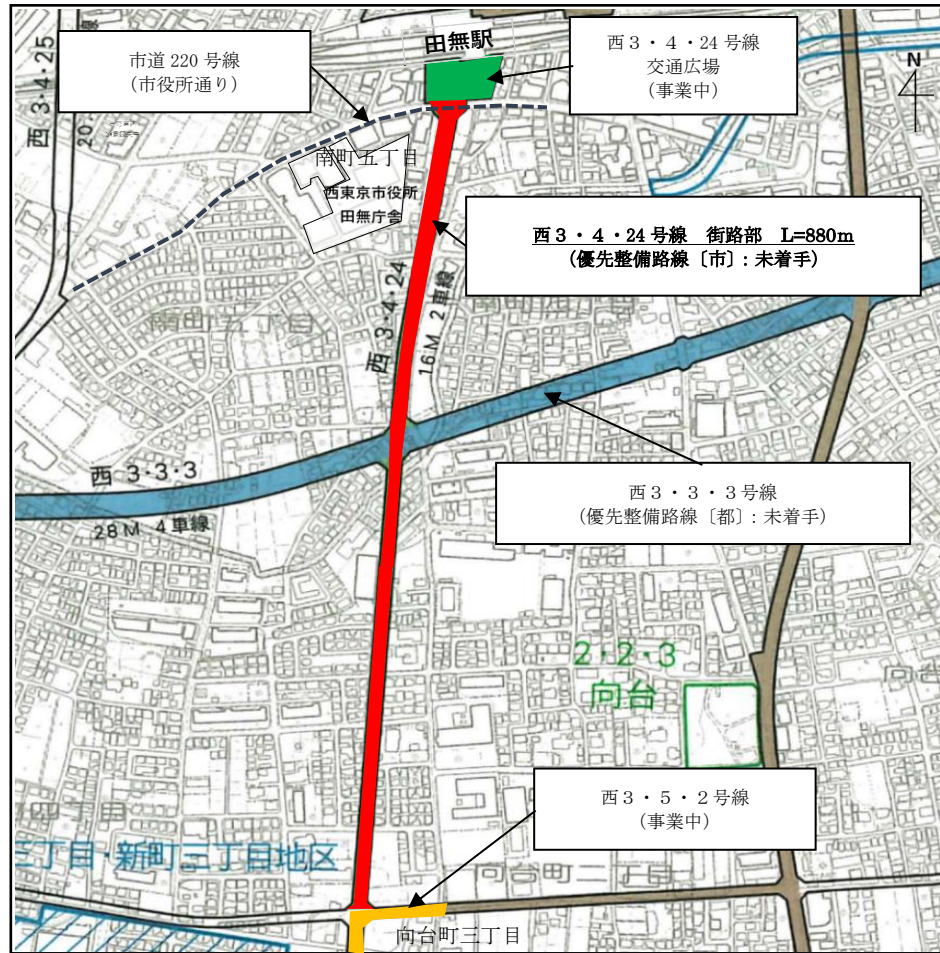 田無駅
市道 220 号線
(市役所通り)
西３・４・24 号線
交通広場
(事業中)
N
西 3・4・25
南町五丁目
西東京市役所
田無庁舎
西３・４・24 号線　街路部　L=880m
(優先整備路線〔市〕: 未着手)
西 3・4・24
16M 2車線
南町三丁目
西 3・3・3
28M 4車線
西３・３・３号線
(優先整備路線〔都〕: 未着手)
2・2・3
向台
西３・５・２号線
(事業中)
三丁目・新町三丁目地区
向台町三丁目